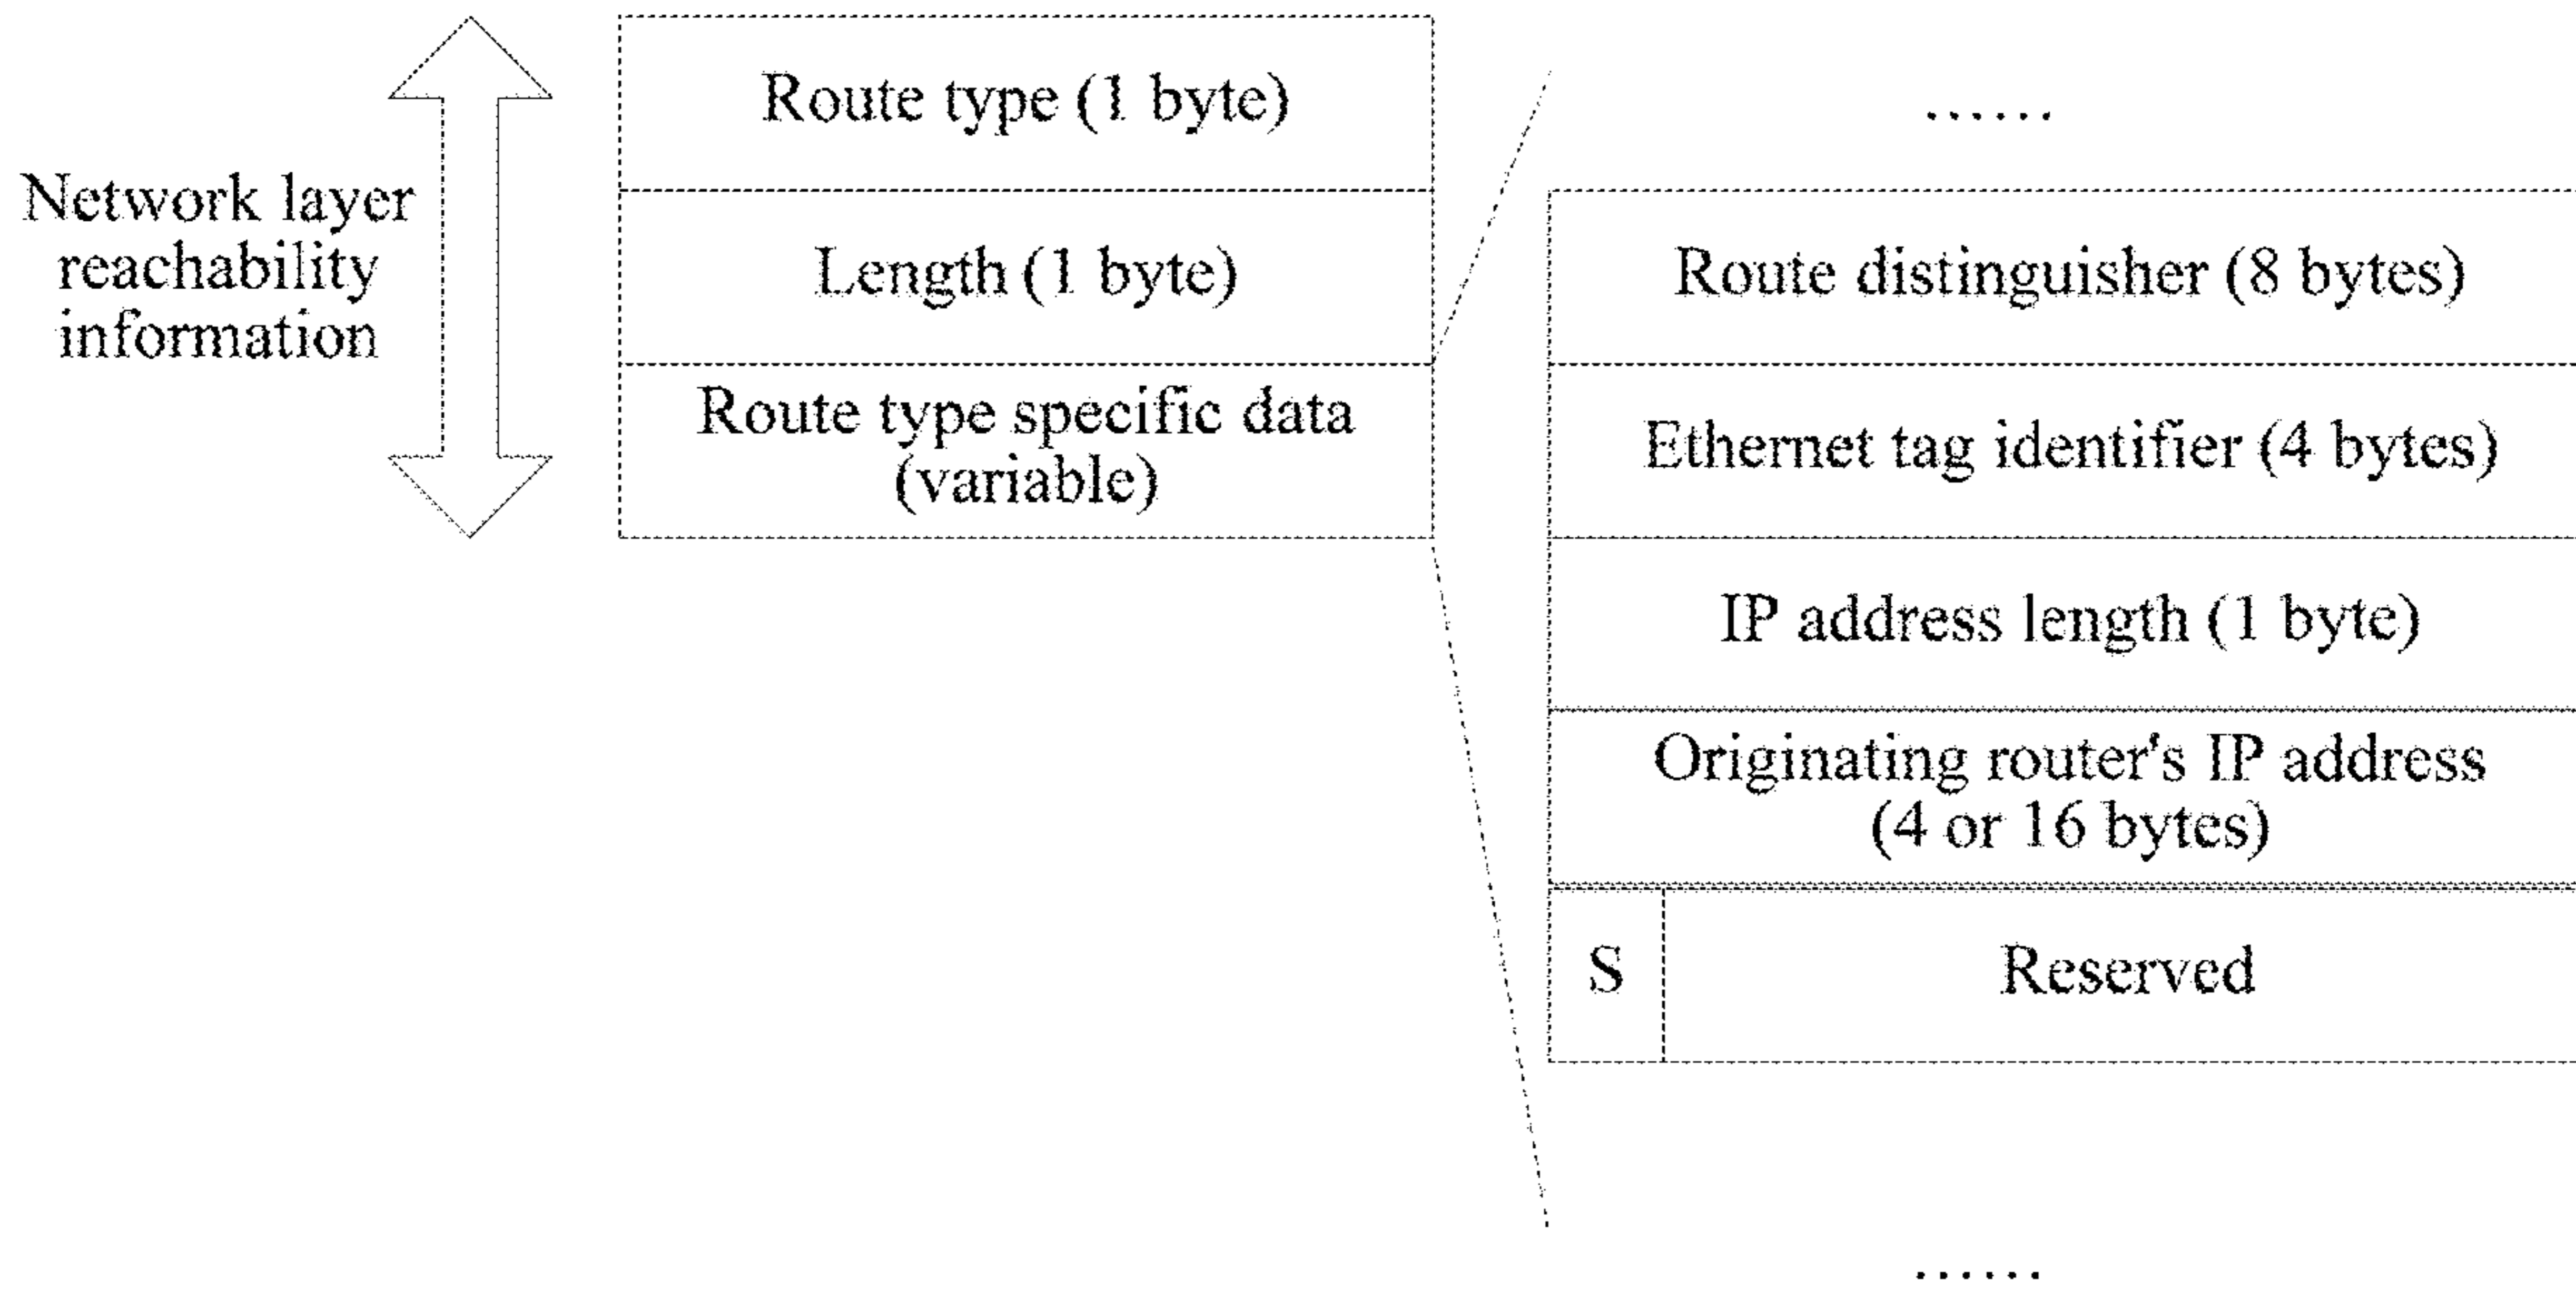 Network layer
reachability
information
Route type (1 byte)
Length (1 byte)
Route type specific data
(variable)
......
Route distinguisher (8 bytes)
Ethernet tag identifier (4 bytes)
IP address length (1 byte)
Originating router's IP address
(4 or 16 bytes)
S
Reserved
......